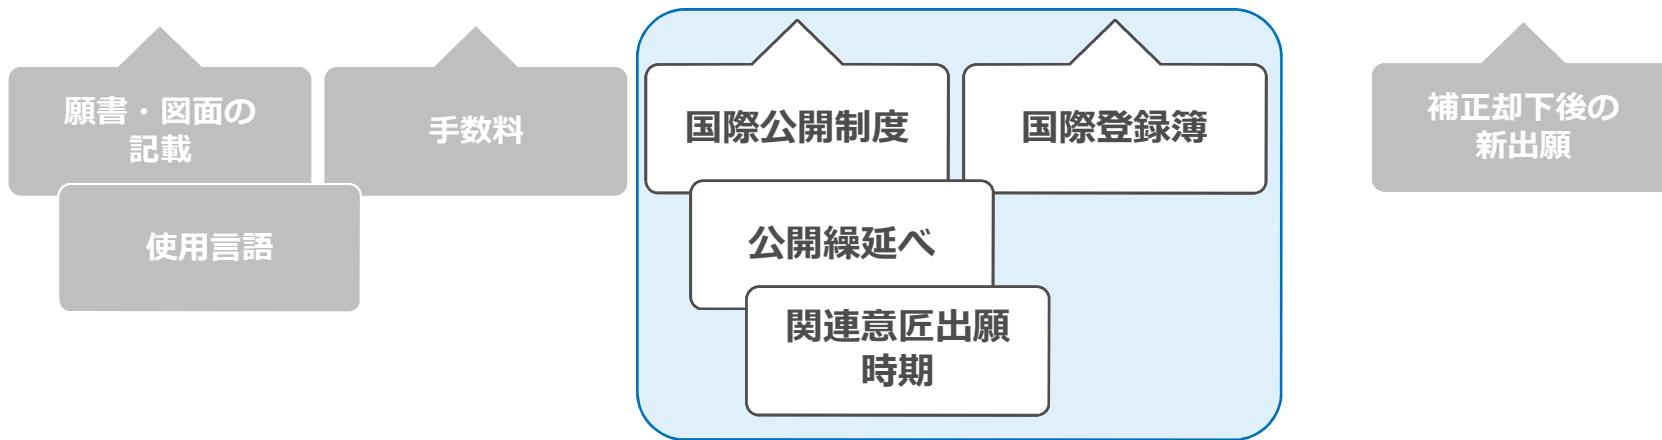 願書・図面の
記載
手数料
国際公開制度
国際登録簿
補正却下後の
新出願
使用言語
公開繰延べ
関連意匠出願
時期